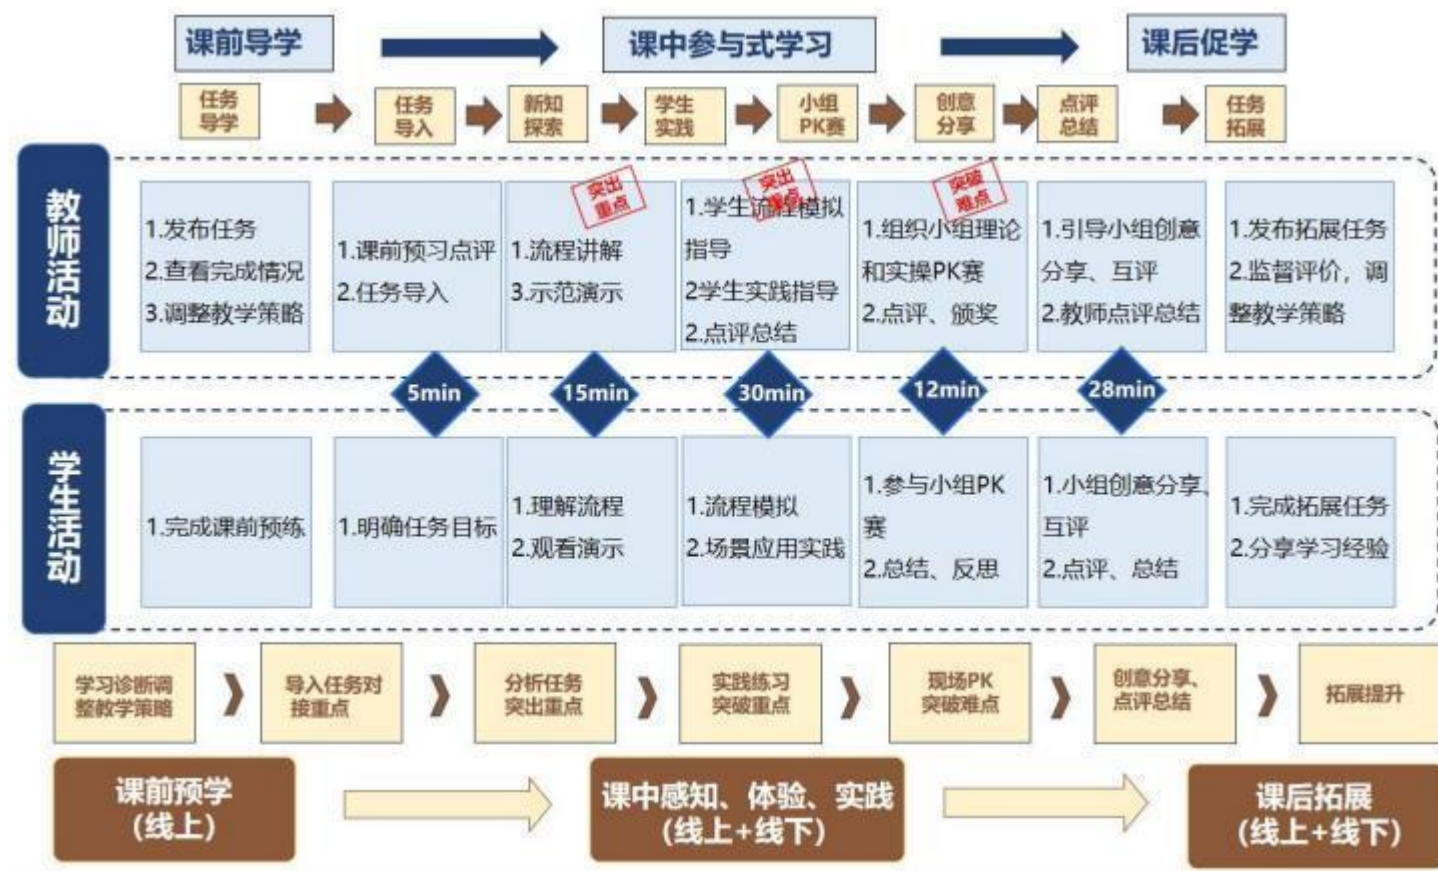 课前导学
课中参与式学习
课后促学
任务
导学
任务
导入
新知
探索
学生
实践
小组
PK赛
创意
分享
点评
总结
任务
拓展
教师活动
1.发布任务
2.查看完成情况
3.调整教学策略
1.课前预习点评
2.任务导入
突出
重点
1.流程讲解
3.示范演示
突出
重点
1.学生流程模拟
指导
2学生实践指导
2.点评总结
突破
难点
1.组织小组理论
和实操PK赛
2.点评、颁奖
1.引导小组创意
分享、互评
2.教师点评总结
1.发布拓展任务
2.监督评价，调
整教学策略
5min
15min
30min
12min
28min
学生活动
1.完成课前预练
1.明确任务目标
1.理解流程
2.观看演示
1.流程模拟
2.场景应用实践
1.参与小组PK
赛
2.总结、反思
1.小组创意分享、
互评
2.点评、总结
1.完成拓展任务
2.分享学习经验
学习诊断调
整教学策略
导入任务对
接重点
分析任务
突出重点
实践练习
突破重点
现场PK
突破难点
创意分享、
点评总结
拓展提升
课前预学
(线上)
课中感知、体验、实践
(线上+线下)
课后拓展
(线上+线下)